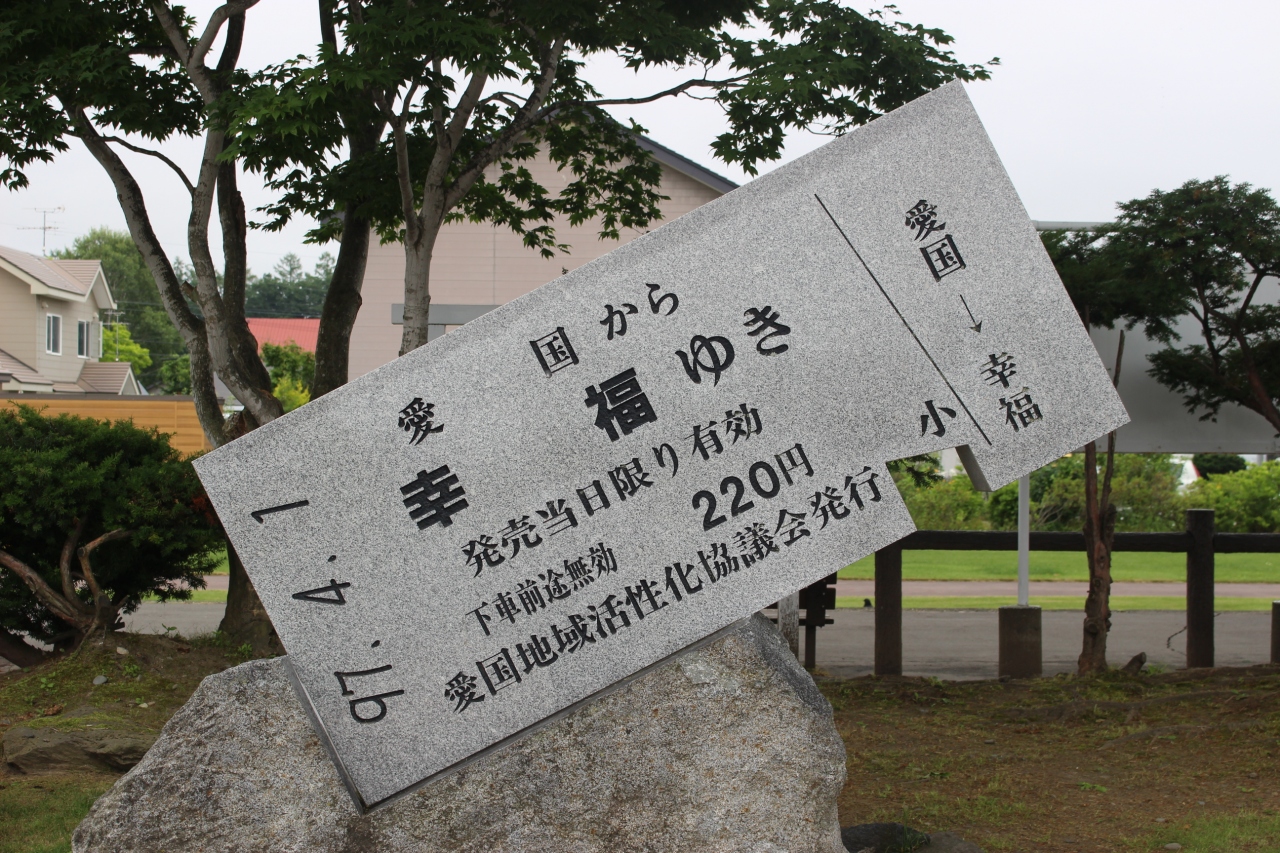 愛国から
幸福ゆき
発売当日限り有効
下車前途無効
220円
愛国地域活性化協議会発行
1.4.27
小
愛国→幸福